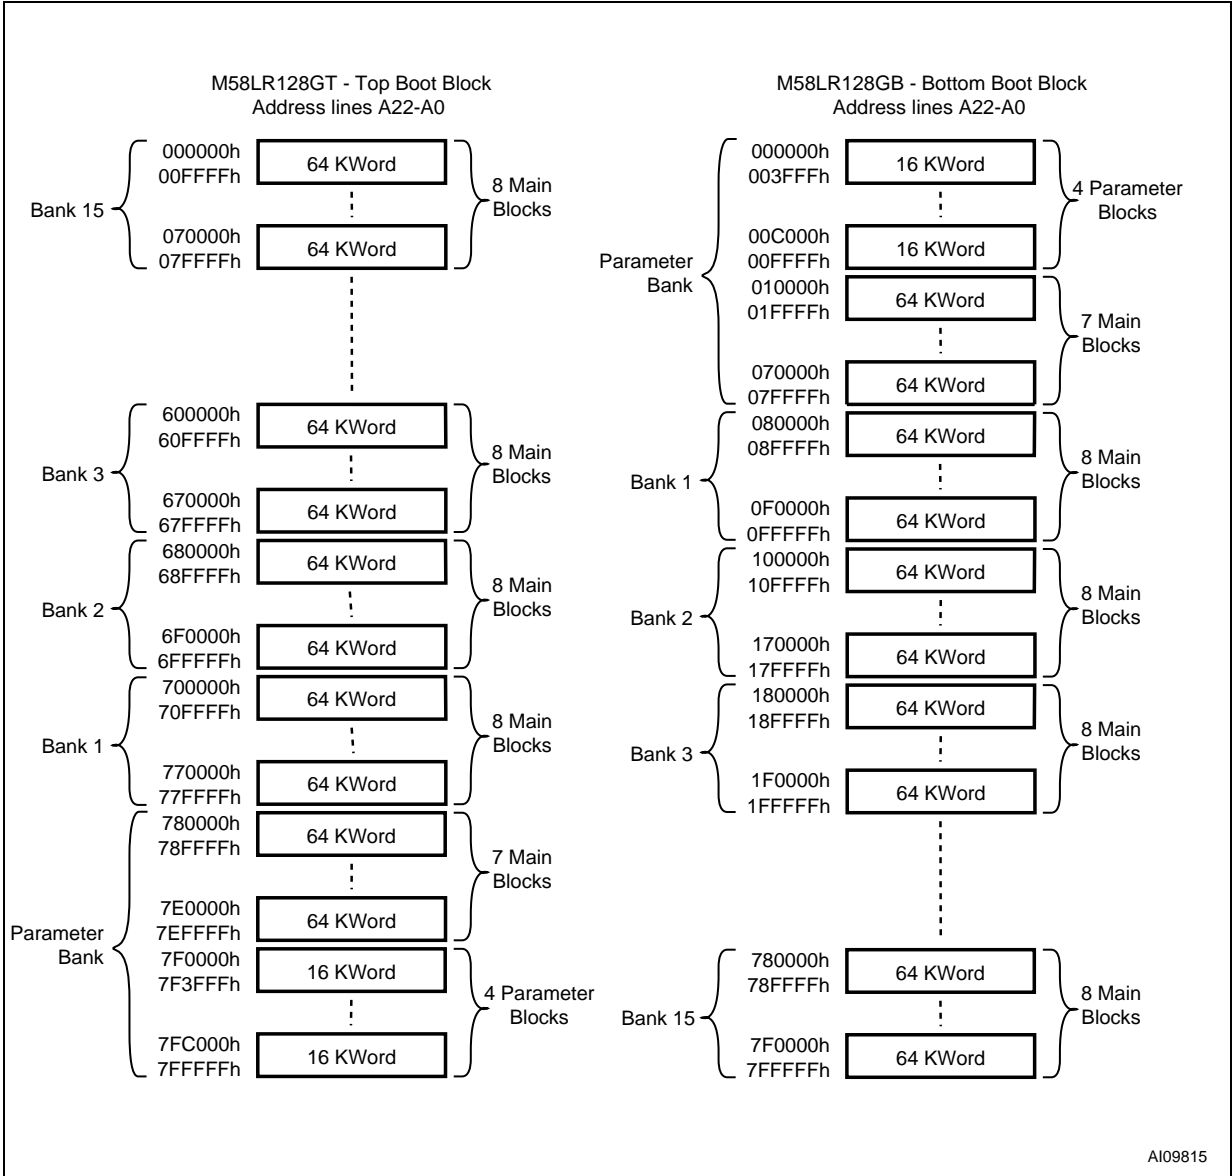 M58LR128GT - Top Boot Block
Address lines A22-A0
Bank 15
000000h
00FFFFh
64 KWord
070000h
07FFFFh
64 KWord
8 Main
Blocks
Bank 3
600000h
60FFFFh
64 KWord
670000h
67FFFFh
64 KWord
8 Main
Blocks
Bank 2
680000h
68FFFFh
64 KWord
6F0000h
6FFFFFh
64 KWord
8 Main
Blocks
Bank 1
700000h
70FFFFh
64 KWord
770000h
77FFFFh
64 KWord
8 Main
Blocks
Parameter
Bank
780000h
78FFFFh
64 KWord
7E0000h
7EFFFFh
64 KWord
7 Main
Blocks
7F0000h
7F3FFFh
16 KWord
7FC000h
7FFFFFh
16 KWord
4 Parameter
Blocks
M58LR128GB - Bottom Boot Block
Address lines A22-A0
Parameter
Bank
000000h
003FFFh
16 KWord
00C000h
00FFFFh
16 KWord
4 Parameter
Blocks
010000h
01FFFFh
64 KWord
070000h
07FFFFh
64 KWord
7 Main
Blocks
Bank 1
080000h
08FFFFh
64 KWord
0F0000h
0FFFFFh
64 KWord
8 Main
Blocks
Bank 2
100000h
10FFFFh
64 KWord
170000h
17FFFFh
64 KWord
8 Main
Blocks
Bank 3
180000h
18FFFFh
64 KWord
1F0000h
1FFFFFh
64 KWord
8 Main
Blocks
Bank 15
780000h
78FFFFh
64 KWord
7F0000h
7FFFFFh
64 KWord
8 Main
Blocks
AI09815